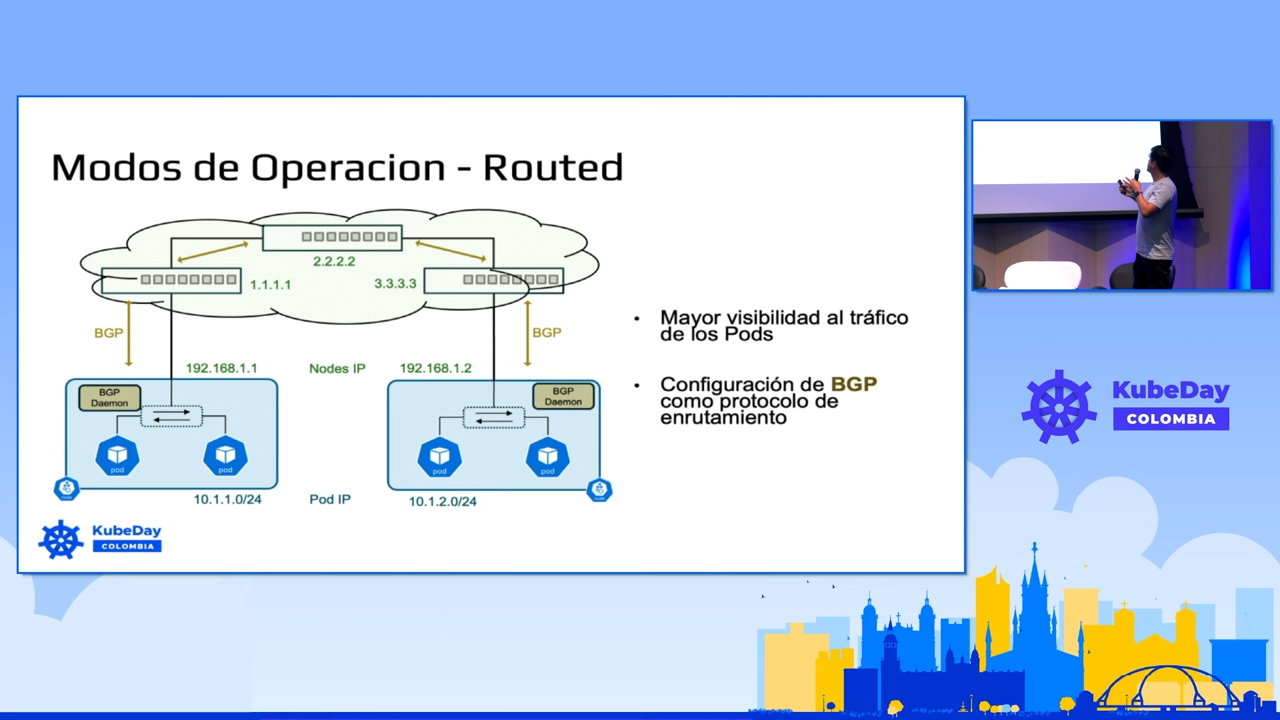 Modos de Operacion - Routed
2.2.2.2
1.1.1.1
3.3.3.3
BGP
BGP
192.168.1.1
Nodes IP
192.168.1.2
BGP
Daemon
BGP
Daemon
pod
pod
pod
pod
10.1.1.0/24
Pod IP
10.1.2.0/24
• Mayor visibilidad al tráfico
de los Pods
• Configuración de BGP
como protocolo de
enrutamiento
KubeDay
COLOMBIA
KubeDay
COLOMBIA